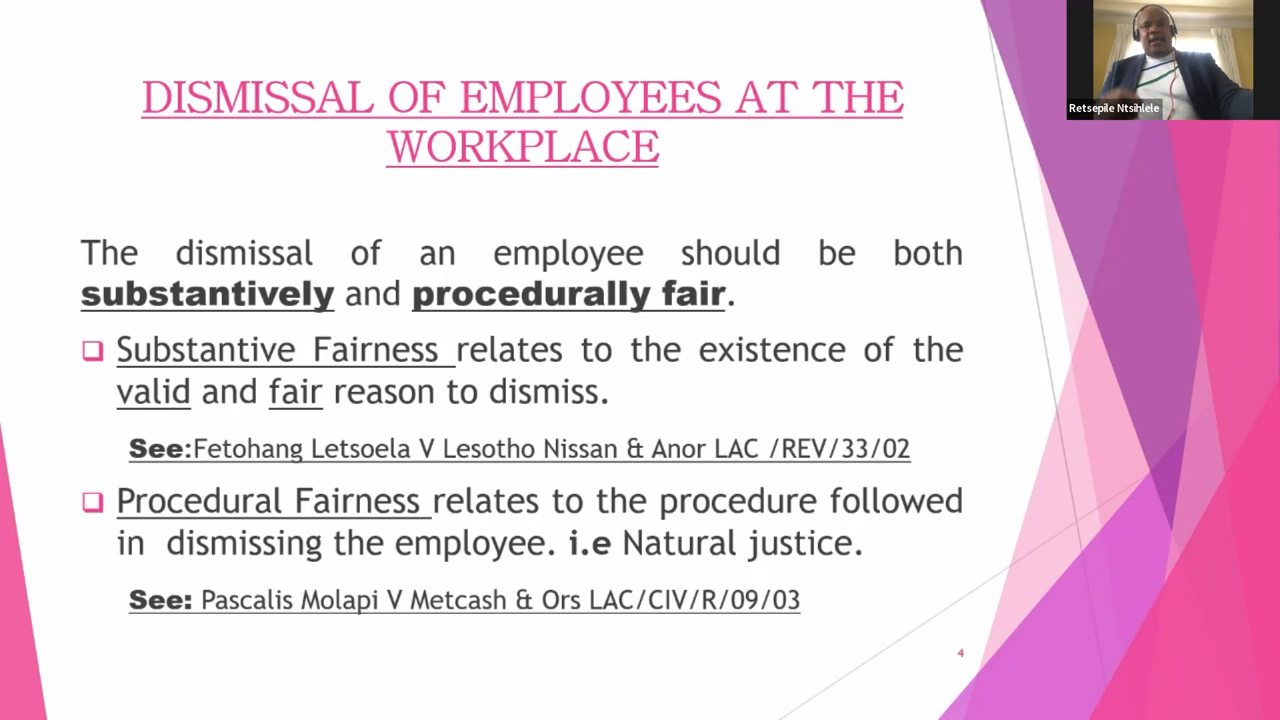 DISMISSAL OF EMPLOYEES AT THE
WORKPLACE
Retsepile Ntsihlele
The dismissal of an employee should be both
substantively and procedurally fair.
❑ Substantive Fairness relates to the existence of the
valid and fair reason to dismiss.
See:Fetohang Letsoela V Lesotho Nissan & Anor LAC /REV/33/02
❑ Procedural Fairness relates to the procedure followed
in dismissing the employee. i.e Natural justice.
See: Pascalis Molapi V Metcash & Ors LAC/CIV/R/09/03
4